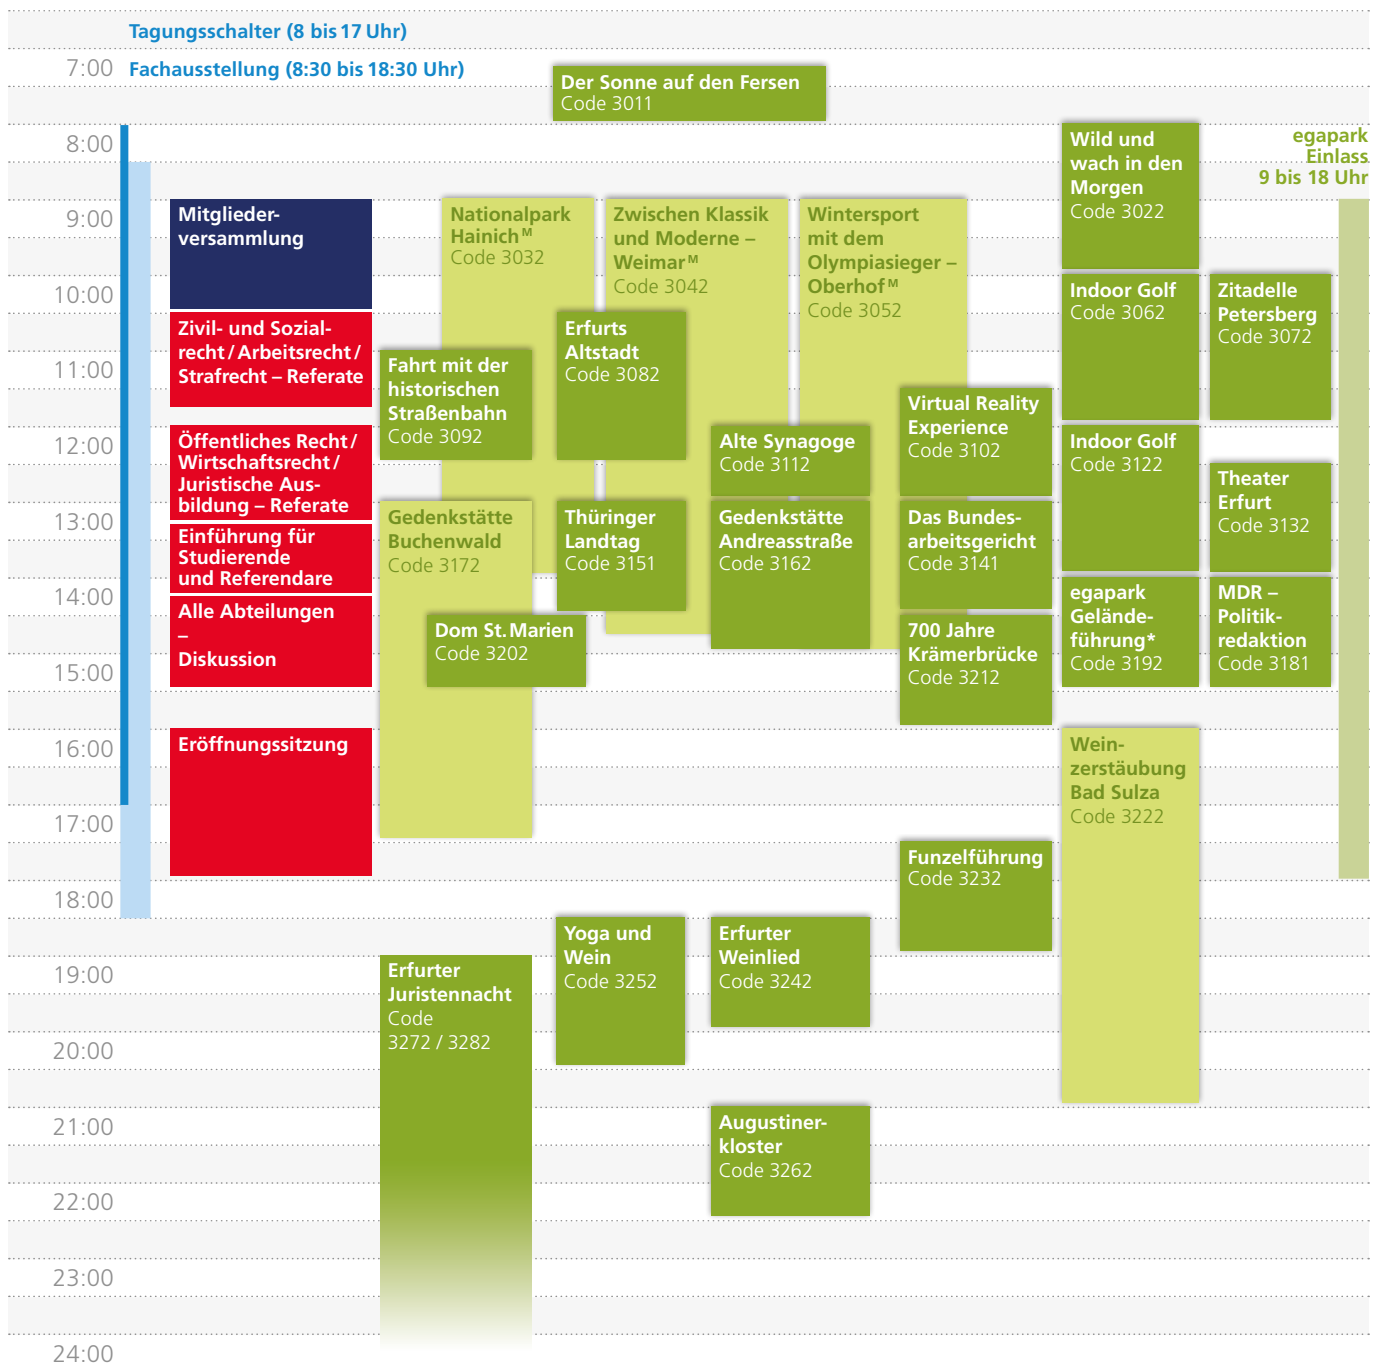 Tagungsschalter (8 bis 17 Uhr)
7:00
Fachausstellung (8:30 bis 18:30 Uhr)
Der Sonne auf den Fersen
Code 3011
8:00
Wild und
wach in den
Morgen
Code 3022
egapark
Einlass
9 bis 18 Uhr
9:00
Mitglieder-
versammlung
Nationalpark
Hainich M
Code 3032
Zwischen Klassik
und Moderne –
Weimar M
Code 3042
Wintersport
mit dem
Olympiasieger –
Oberhof M
Code 3052
10:00
Indoor Golf
Code 3062
Zitadelle
Petersberg
Code 3072
Zivil- und Sozial-
recht / Arbeitsrecht /
Strafrecht – Referate
Erfurts
Altstadt
Code 3082
11:00
Fahrt mit der
historischen
Straßenbahn
Code 3092
Virtual Reality
Experience
Code 3102
12:00
Öffentliches Recht /
Wirtschaftsrecht /
Juristische Aus-
bildung – Referate
Alte Synagoge
Code 3112
Indoor Golf
Code 3122
Theater
Erfurt
Code 3132
13:00
Einführung für
Studierende
und Referendare
Gedenkstätte
Buchenwald
Code 3172
Thüringer
Landtag
Code 3151
Gedenkstätte
Andreasstraße
Code 3162
Das Bundes-
arbeitsgericht
Code 3141
14:00
Alle Abteilungen
–
Diskussion
egapark
Gelände-
führung*
Code 3192
MDR –
Politik-
redaktion
Code 3181
Dom St. Marien
Code 3202
700 Jahre
Krämerbrücke
Code 3212
15:00
16:00
Eröffnungssitzung
Wein-
zerstäubung
Bad Sulza
Code 3222
17:00
Funzelführung
Code 3232
18:00
Yoga und
Wein
Code 3252
Erfurter
Weinlied
Code 3242
19:00
Erfurter
Juristennacht
Code
3272 / 3282
20:00
21:00
Augustiner-
kloster
Code 3262
22:00
23:00
24:00